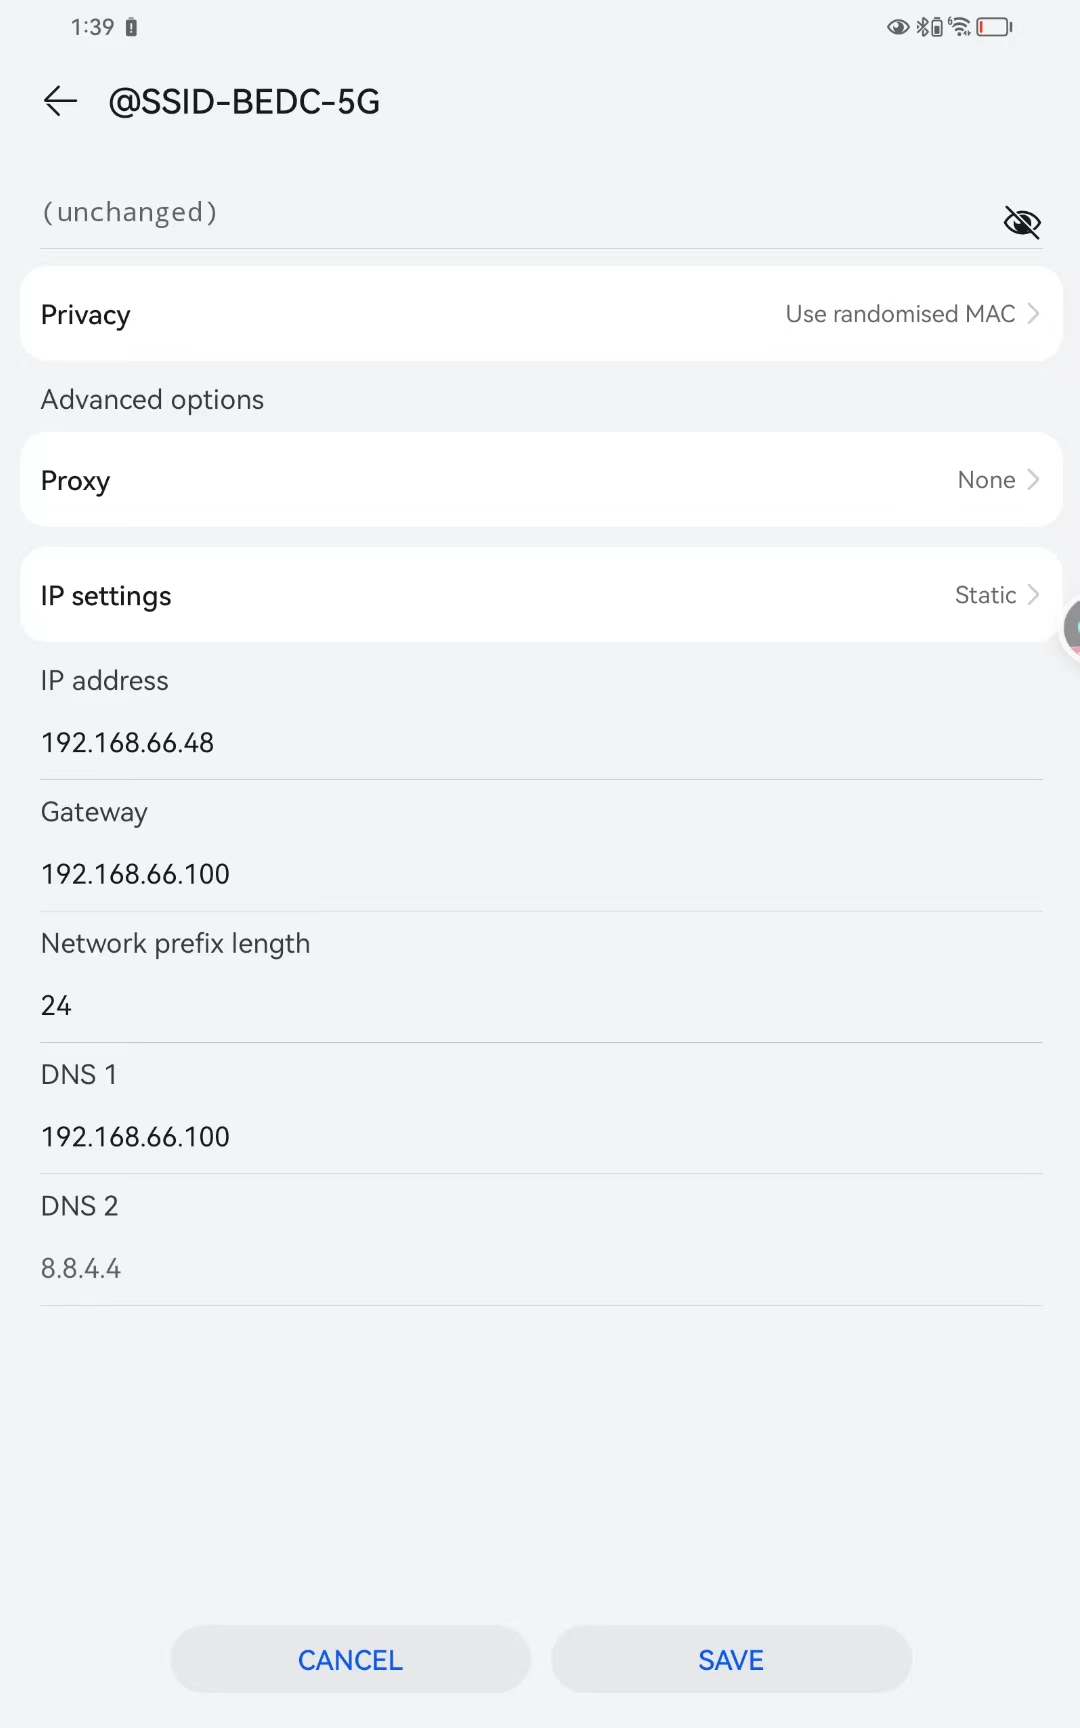 1:39
@SSID-BEDC-5G
(unchanged)
Privacy
Use randomised MAC
Advanced options
Proxy
None
IP settings
Static
IP address
192.168.66.48
Gateway
192.168.66.100
Network prefix length
24
DNS 1
192.168.66.100
DNS 2
8.8.4.4
CANCEL
SAVE